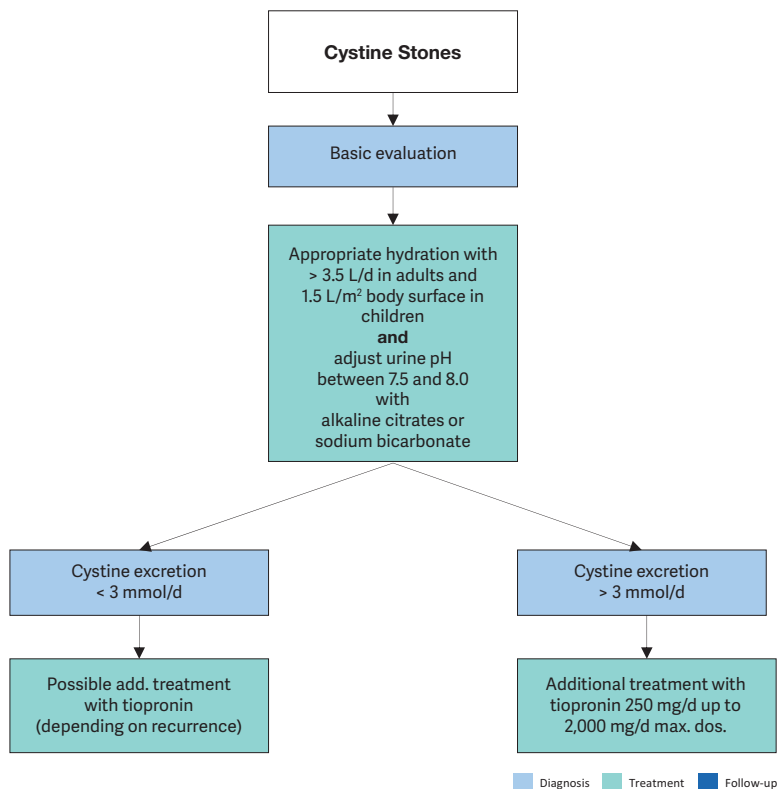 Cystine Stones
Basic evaluation
Appropriate hydration with
> 3.5 L/d in adults and
1.5 L/m² body surface in
children
and
adjust urine pH
between 7.5 and 8.0
with
alkaline citrates or
sodium bicarbonate
Cystine excretion
< 3 mmol/d
Cystine excretion
> 3 mmol/d
Possible add. treatment
with tiopronin
(depending on recurrence)
Additional treatment with
tiopronin 250 mg/d up to
2,000 mg/d max. dos.
Diagnosis Treatment Follow-up